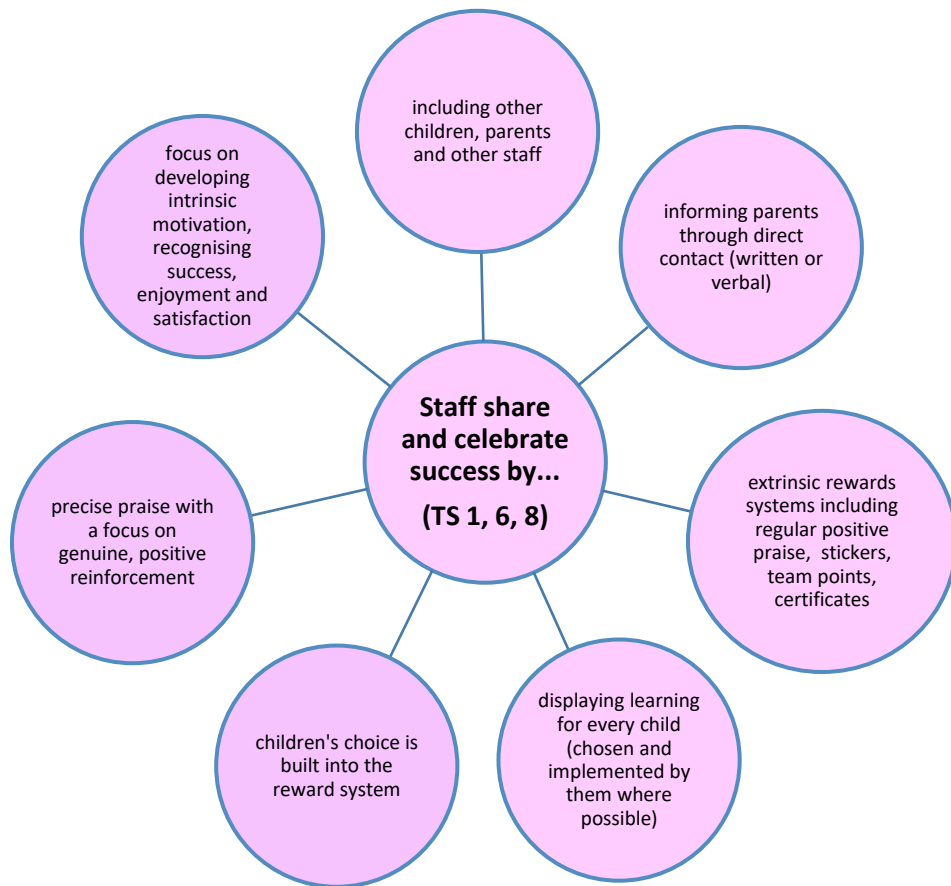 including other
children, parents
and other staff
informing parents
through direct
contact (written or
verbal)
extrinsic rewards
systems including
regular positive
praise,  stickers,
team points,
certificates
displaying learning
for every child
(chosen and
implemented by
them where
possible)
children's choice is
built into the
reward system
precise praise with
a focus on
genuine, positive
reinforcement
focus on
developing
intrinsic
motivation,
recognising
success,
enjoyment and
satisfaction
Staff share
and celebrate
success by...
(TS 1, 6, 8)